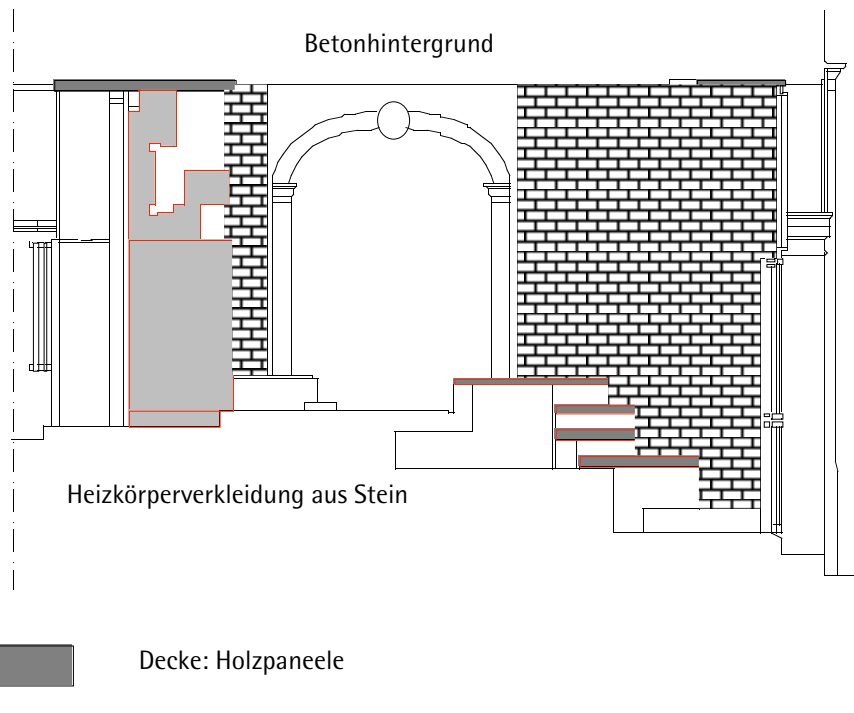 Betonhintergrund
Heizkörperverkleidung aus Stein
Decke: Holzpaneele